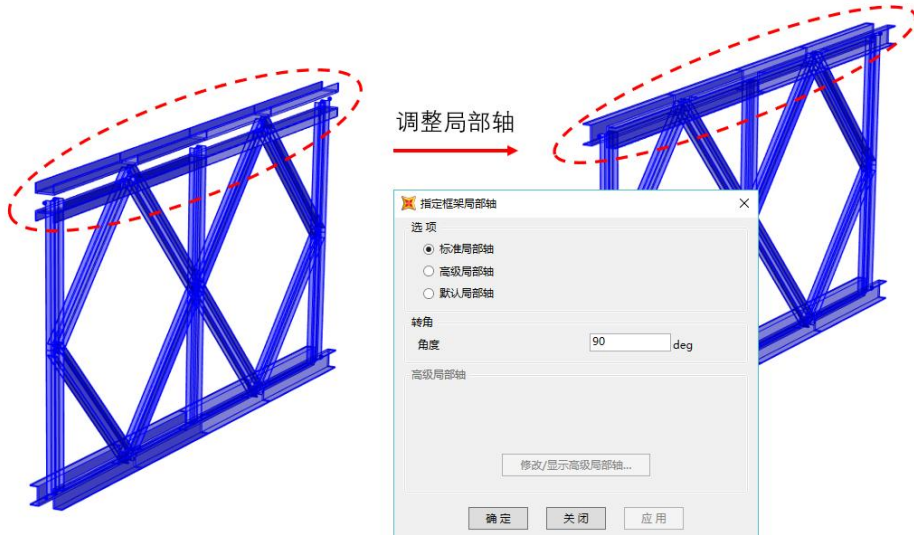 调整局部轴
指定框架局部轴
选项
标准局部轴
高级局部轴
默认局部轴
转角
角度
90
deg
高级局部轴
修改/显示高级局部轴...
确定
关闭
应用